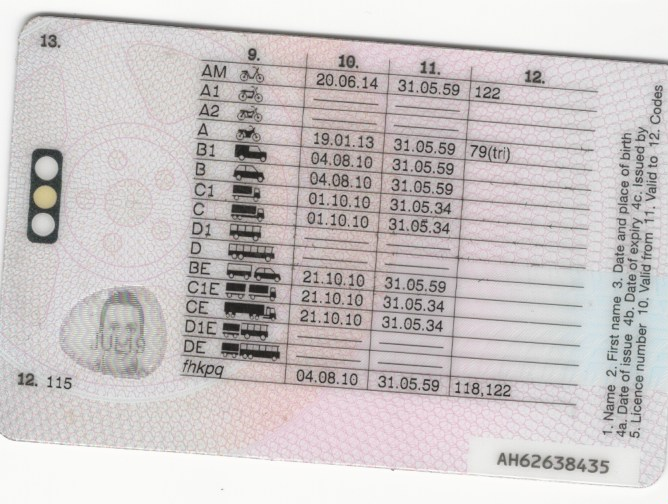 13.
9. 10. 11. 12.
AM 20.06.14 31.05.59 122
A1
A2
A 19.01.13 31.05.59 79(tri)
B1 04.08.10 31.05.59
B 04.08.10 31.05.59
C1 01.10.10 31.05.34
C 01.10.10 31.05.34
D1
D
BE 21.10.10 31.05.59
C1E 21.10.10 31.05.34
CE 21.10.10 31.05.34
D1E
DE
fhkpq 04.08.10 31.05.59 118,122
12. 115
1. Name 2. First name 3. Date and place of birth
4a. Date of issue 4b. Date of expiry 4c. Issued by
5. Licence number 10. Valid from 11. Valid to 12. Codes
AH62638435